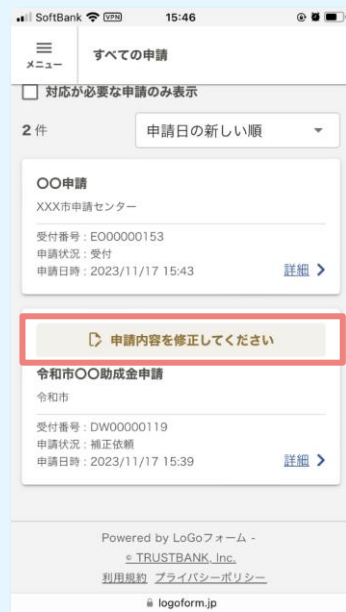 SoftBank VPN 15:46
メニュー すべての申請
対応が必要な申請のみ表示
2 件 申請日の新しい順
〇〇申請
XXX市申請センター
受付番号 : EO00000153
申請状況 : 受付
申請日時 : 2023/11/17 15:43 詳細
申請内容を修正してください
令和市〇〇助成金申請
令和市
受付番号 : DW00000119
申請状況 : 補正依頼
申請日時 : 2023/11/17 15:39 詳細
Powered by LoGoフォーム -
© TRUSTBANK, Inc.
利用規約 プライバシーポリシー
logoform.jp